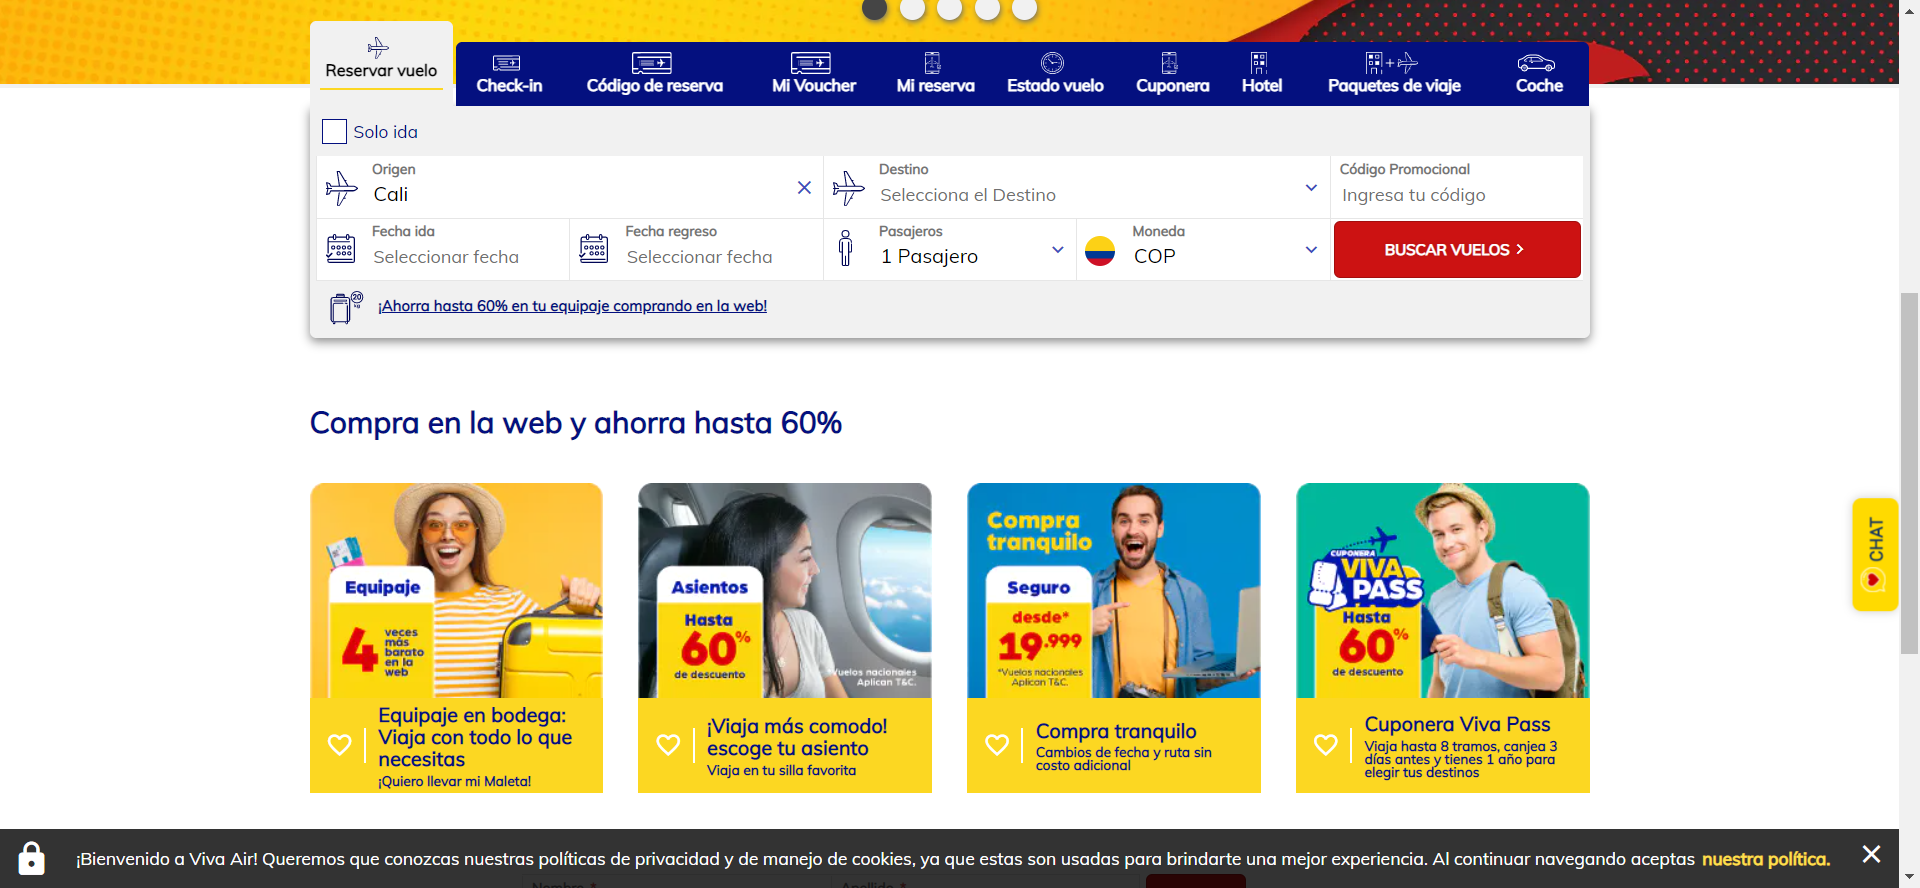 Reservar vuelo
Check-in
Código de reserva
Mi Voucher
Mi reserva
Estado vuelo
Cuponera
Hotel
Paquetes de viaje
Coche
Solo ida
Origen
Cali
Destino
Selecciona el Destino
Código Promocional
Ingresa tu código
Fecha ida
Seleccionar fecha
Fecha regreso
Seleccionar fecha
Pasajeros
1 Pasajero
Moneda
COP
BUSCAR VUELOS
20
kg
¡Ahorra hasta 60% en tu equipaje comprando en la web!
Compra en la web y ahorra hasta 60%
Equipaje
4 veces
más
barato
en la
web
Equipaje en bodega:
Viaja con todo lo que
necesitas
¡Quiero llevar mi Maleta!
Asientos
Hasta
60%
de descuento
*Vuelos nacionales
Aplican T&C.
¡Viaja más comodo!
escoge tu asiento
Viaja en tu silla favorita
Compra
tranquilo
Seguro
desde*
19.999
*Vuelos nacionales
Aplican T&C.
Compra tranquilo
Cambios de fecha y ruta sin
costo adicional
CUPONERA
VIVA
PASS
Hasta
60%
de descuento
Cuponera Viva Pass
Viaja hasta 8 tramos, canjea 3
días antes y tienes 1 año para
elegir tus destinos
CHAT
¡Bienvenido a Viva Air! Queremos que conozcas nuestras políticas de privacidad y de manejo de cookies, ya que estas son usadas para brindarte una mejor experiencia. Al continuar navegando aceptas nuestra política.
Nombre *
Apellido *